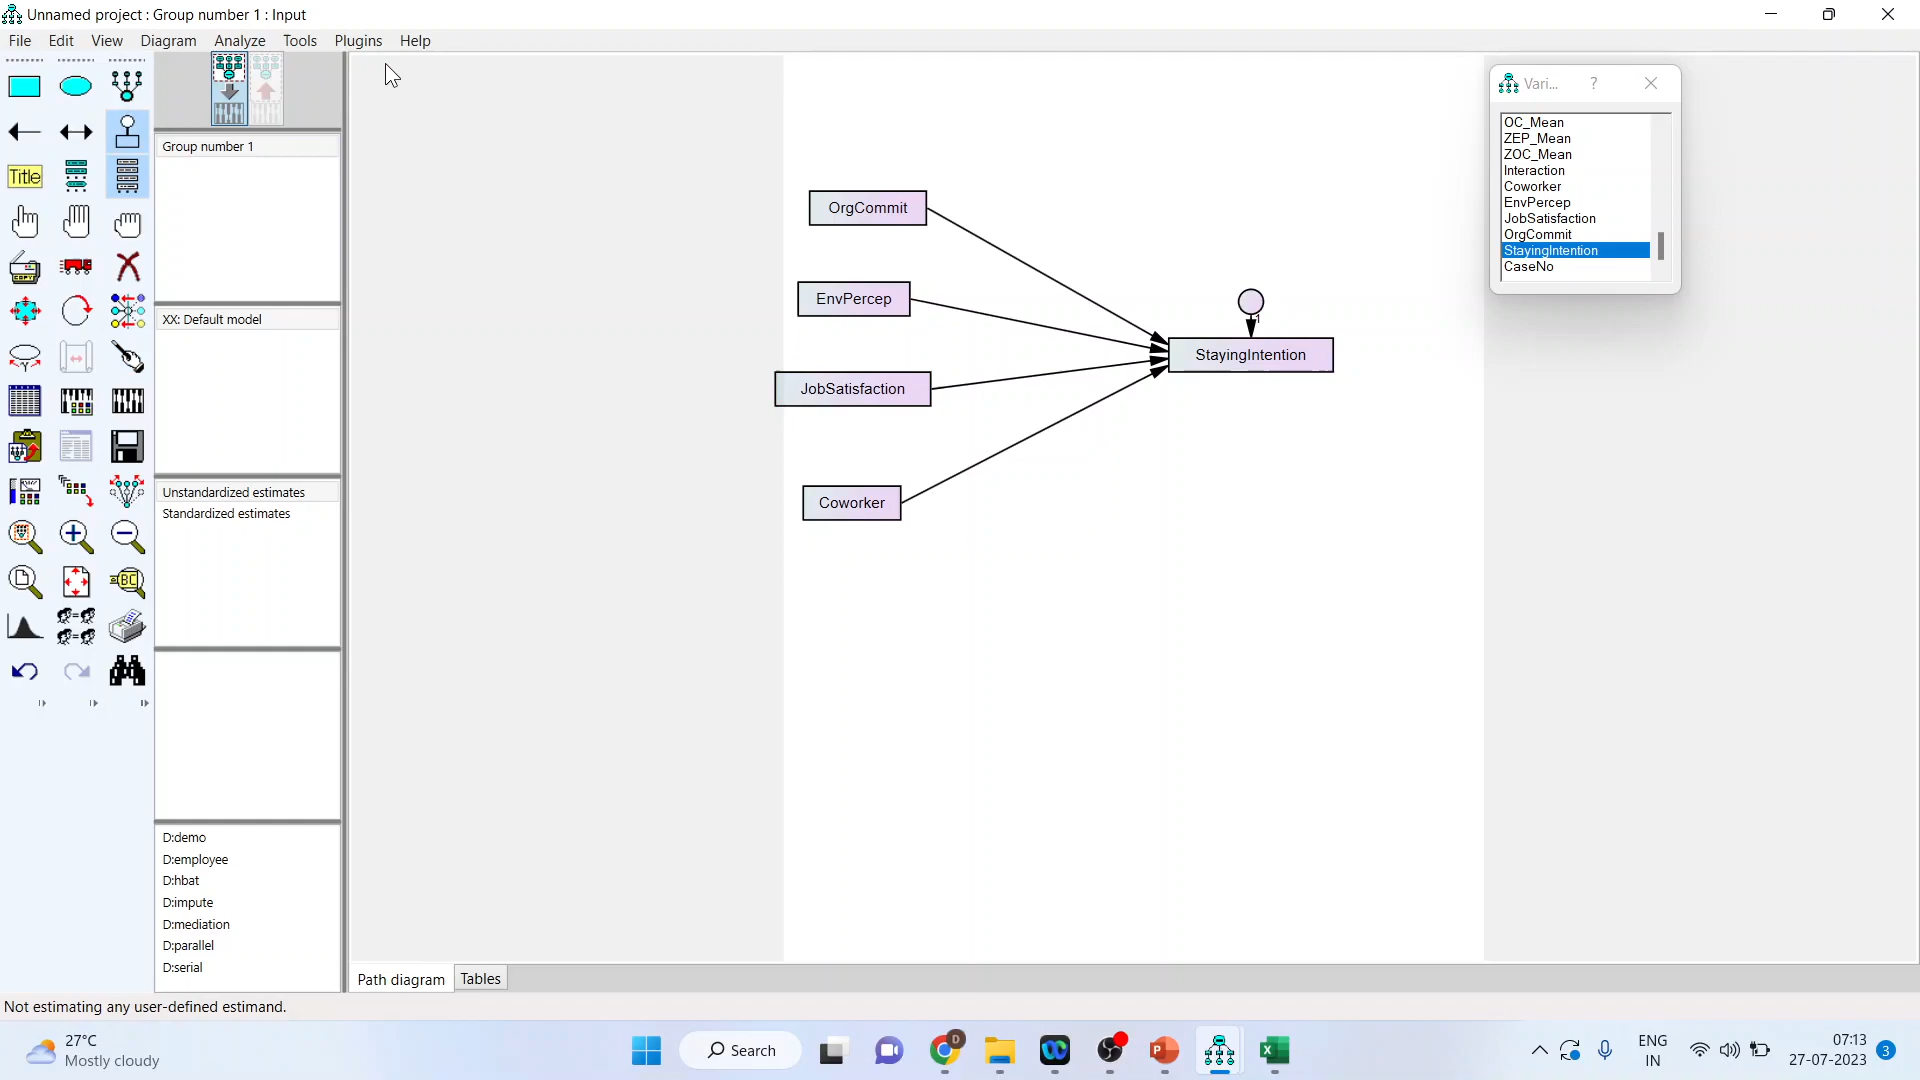 Unnamed project : Group number 1 : Input
File Edit View Diagram Analyze Tools Plugins Help
Title
COPY
ABC
Group number 1
XX: Default model
Unstandardized estimates
Standardized estimates
D:demo
D:employee
D:hbat
D:impute
D:mediation
D:parallel
D:serial
OrgCommit
EnvPercep
JobSatisfaction
Coworker
1
StayingIntention
Vari... ?
OC_Mean
ZEP_Mean
ZOC_Mean
Interaction
Coworker
EnvPercep
JobSatisfaction
OrgCommit
StayingIntention
CaseNo
Path diagram Tables
Not estimating any user-defined estimand.
27°C
Mostly cloudy
Search
D
ENG
IN
07:13
27-07-2023
3